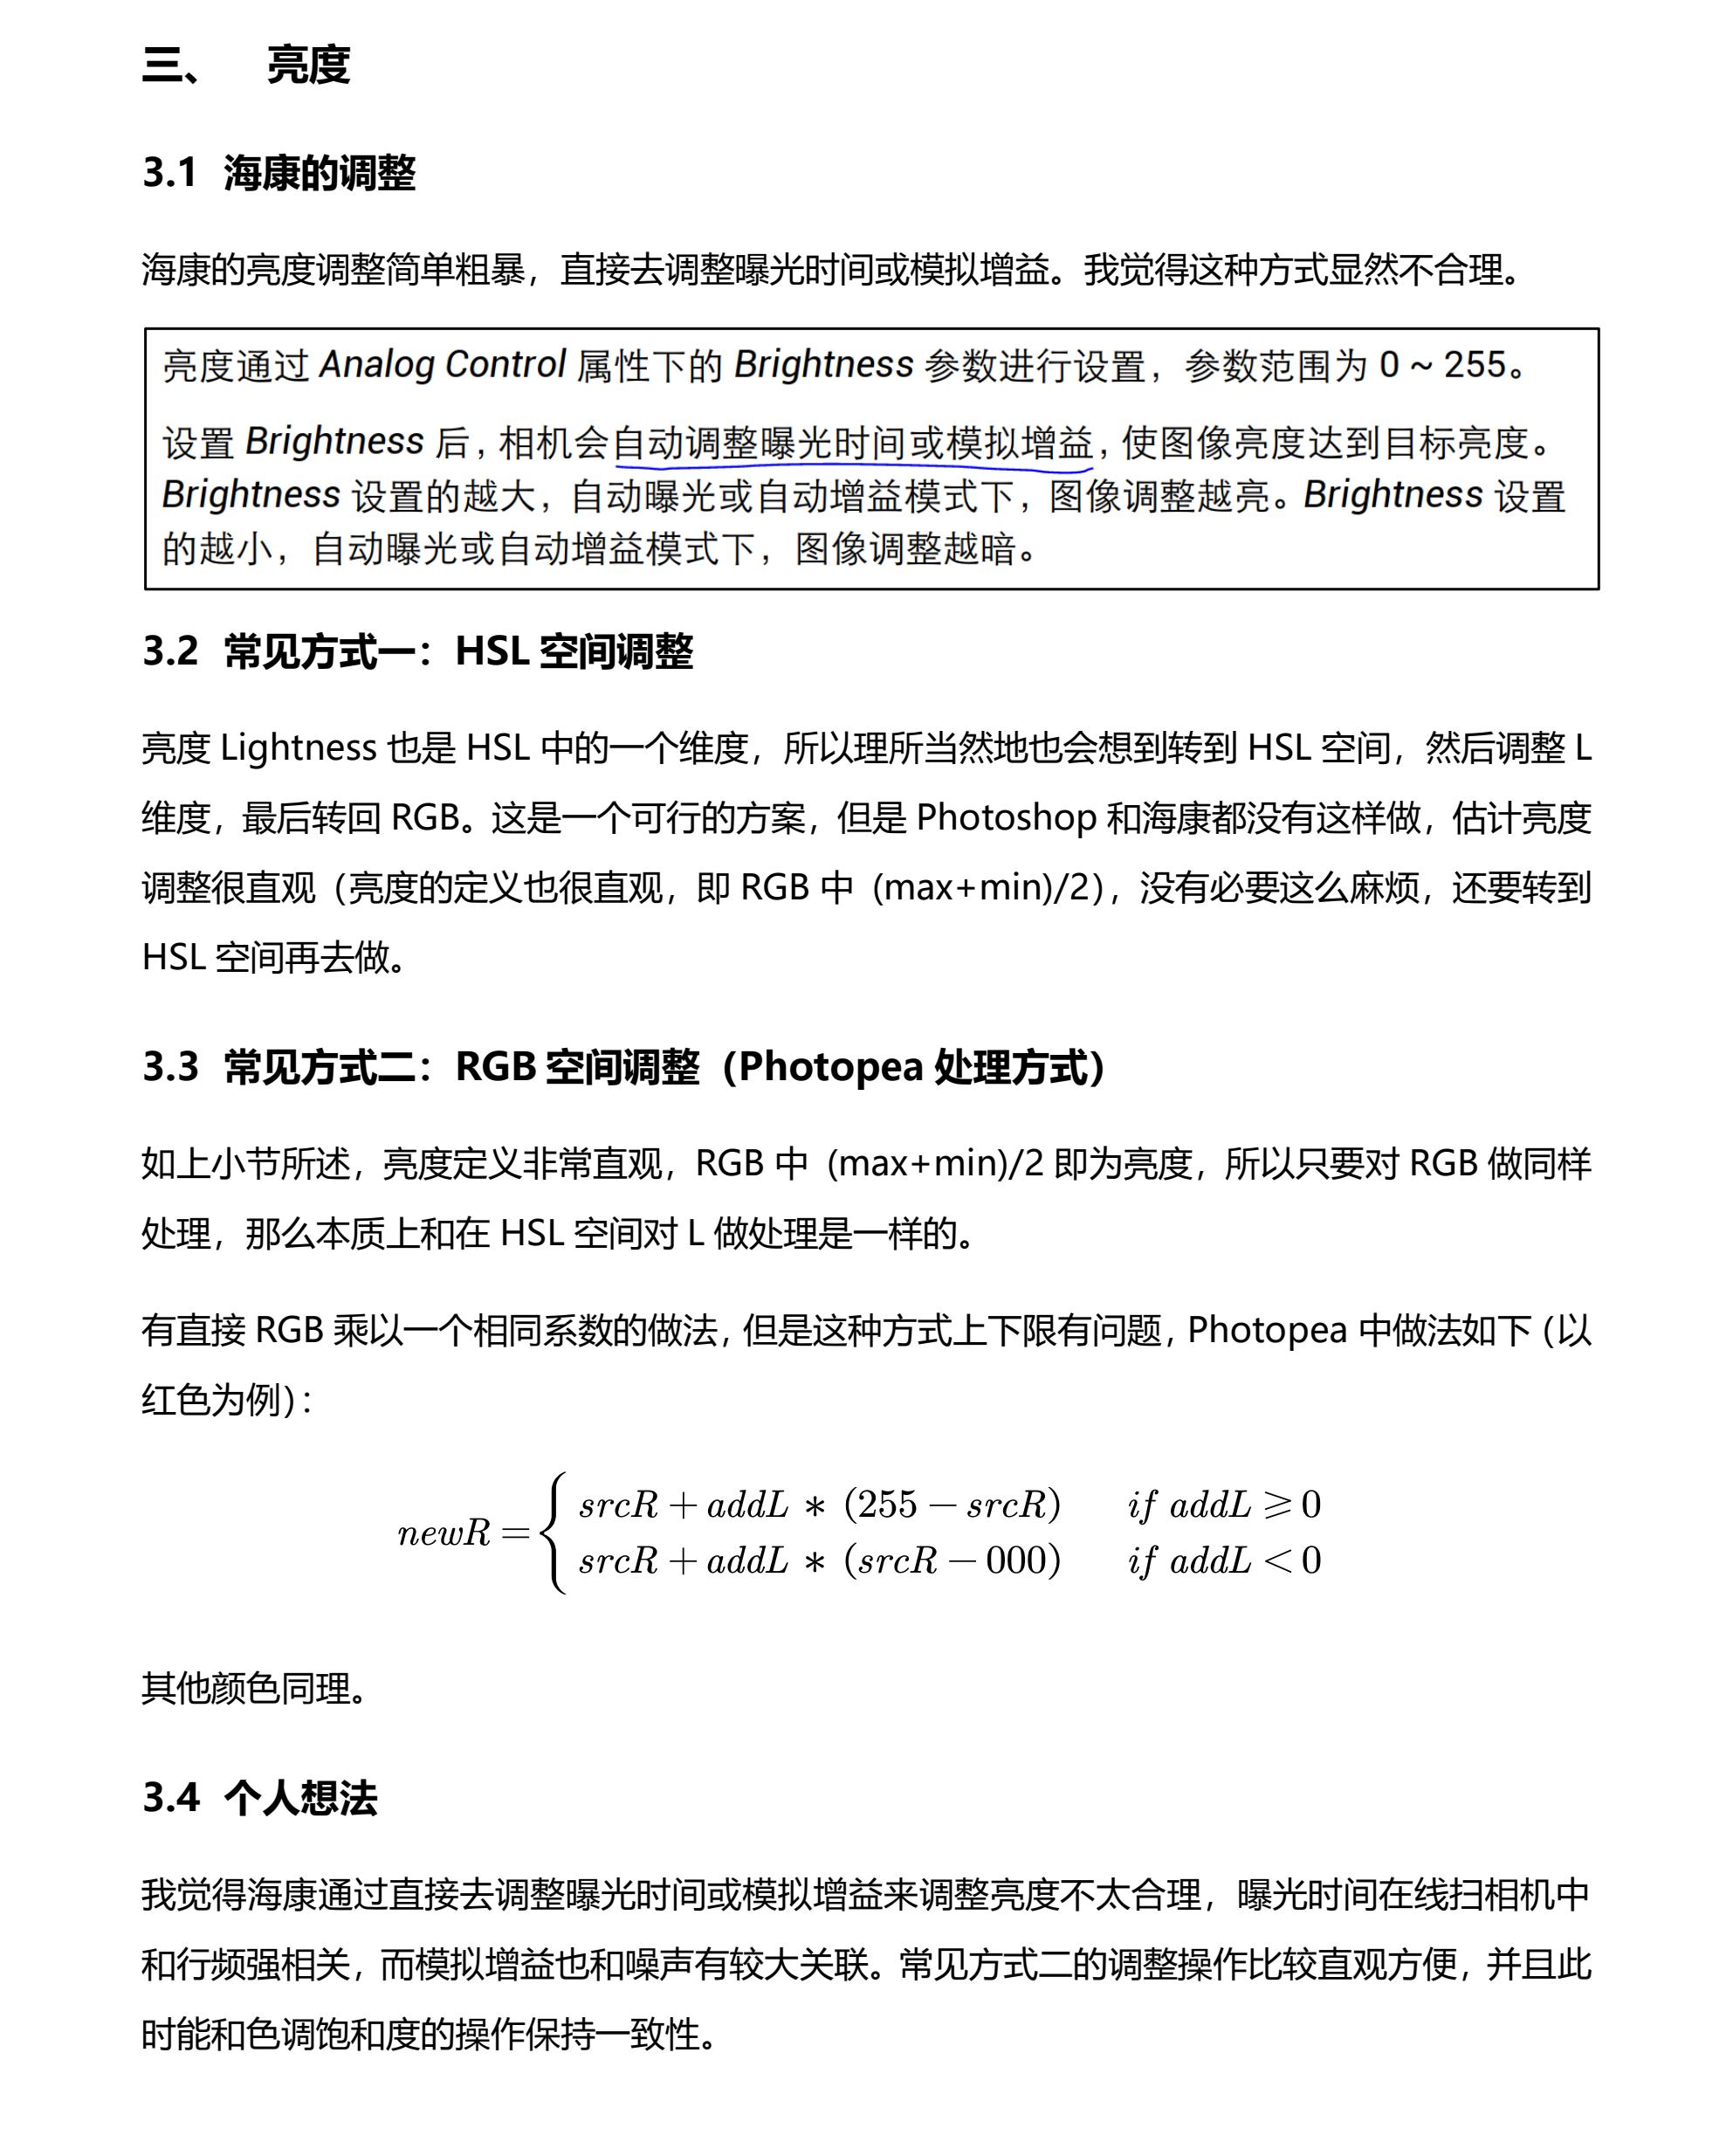 三、 亮度
3.1 海康的调整
海康的亮度调整简单粗暴，直接去调整曝光时间或模拟增益。我觉得这种方式显然不合理。
亮度通过 Analog Control 属性下的 Brightness 参数进行设置，参数范围为 0 ~ 255。
设置 Brightness 后，相机会自动调整曝光时间或模拟增益，使图像亮度达到目标亮度。
Brightness 设置的越大，自动曝光或自动增益模式下，图像调整越亮。Brightness 设置
的越小，自动曝光或自动增益模式下，图像调整越暗。
3.2 常见方式一：HSL 空间调整
亮度 Lightness 也是 HSL 中的一个维度，所以理所当然地也会想到转到 HSL 空间，然后调整 L
维度，最后转回 RGB。这是一个可行的方案，但是 Photoshop 和海康都没有这样做，估计亮度
调整很直观（亮度的定义也很直观，即 RGB 中 (max+min)/2），没有必要这么麻烦，还要转到
HSL 空间再去做。
3.3 常见方式二：RGB 空间调整（Photopea 处理方式）
如上小节所述，亮度定义非常直观，RGB 中 (max+min)/2 即为亮度，所以只要对 RGB 做同样
处理，那么本质上和在 HSL 空间对 L 做处理是一样的。
有直接 RGB 乘以一个相同系数的做法，但是这种方式上下限有问题，Photopea 中做法如下（以
红色为例）：
newR = { srcR + addL * (255 − srcR) if addL ⩾ 0
srcR + addL * (srcR − 000) if addL < 0
其他颜色同理。
3.4 个人想法
我觉得海康通过直接去调整曝光时间或模拟增益来调整亮度不太合理，曝光时间在线扫相机中
和行频强相关，而模拟增益也和噪声有较大关联。常见方式二的调整操作比较直观方便，并且此
时能和色调饱和度的操作保持一致性。